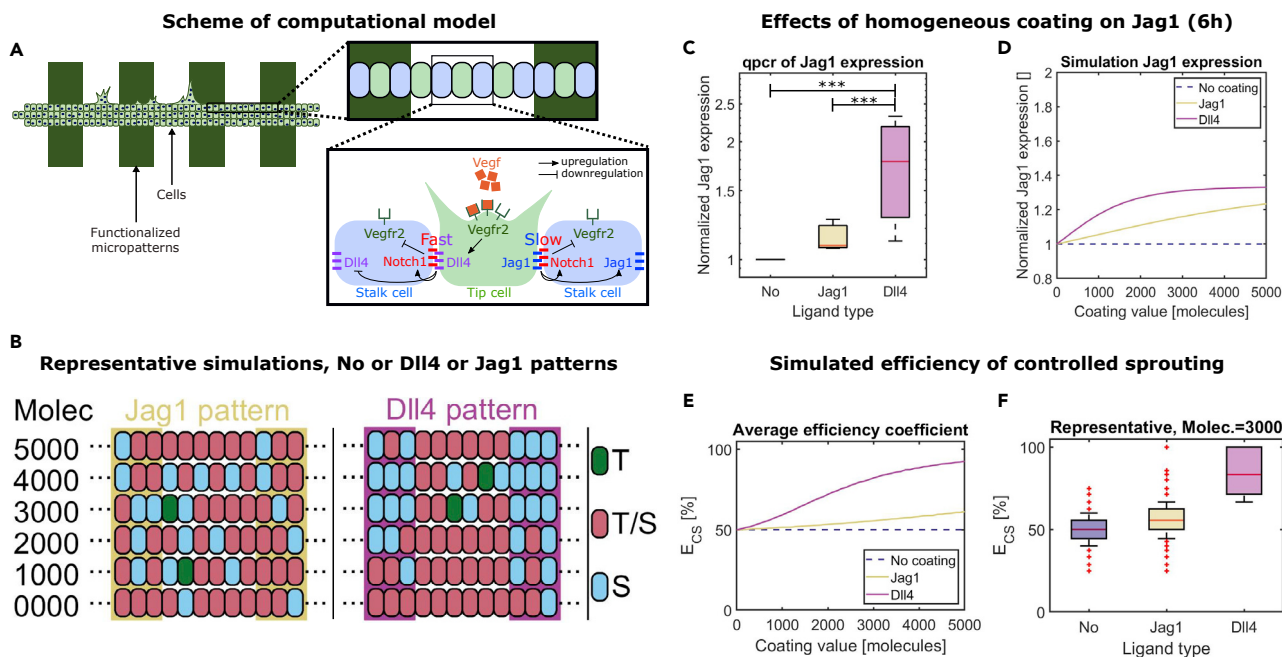 Scheme of computational model
Effects of homogeneous coating on Jag1 (6h)
A
Cells
Functionalized
micropatterns
Vegf
upregulation
downregulation
Vegfr2
Vegfr2
Vegfr2
Fast
Slow
Dll4
Notch1
Dll4
Jag1
Notch1
Jag1
Stalk cell
Tip cell
Stalk cell
C
qpcr of Jag1 expression
Normalized Jag1 expression
2.5
2
1.5
1
***
***
No
Jag1
Dll4
Ligand type
D
Simulation Jag1 expression
Normalized Jag1 expression []
2
1.8
1.6
1.4
1.2
1
0.8
No coating
Jag1
Dll4
0
1000
2000
3000
4000
5000
Coating value [molecules]
B
Representative simulations, No or Dll4 or Jag1 patterns
Molec
Jag1 pattern
Dll4 pattern
5000
4000
3000
2000
1000
0000
T
T/S
S
Simulated efficiency of controlled sprouting
E
Average efficiency coefficient
ECS [%]
100
50
0
No coating
Jag1
Dll4
0
1000
2000
3000
4000
5000
Coating value [molecules]
F
Representative, Molec.=3000
ECS [%]
100
50
0
No
Jag1
Dll4
Ligand type